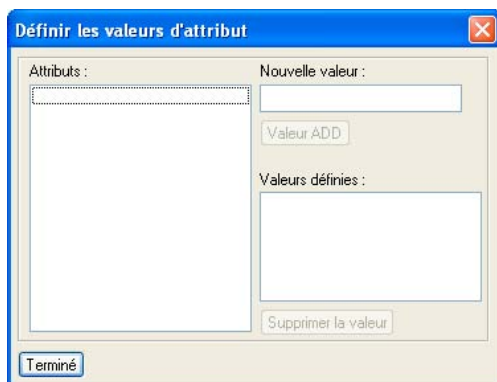 Définir les valeurs d'attribut
Attributs :
Nouvelle valeur :
Valeur ADD
Valeurs définies :
Supprimer la valeur
Terminé